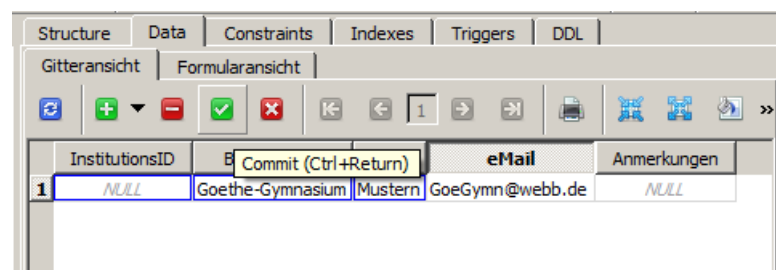 Structure Data Constraints Indexes Triggers DDL
Gitteransicht Formularansicht
1 »
InstitutionsID B eMail Anmerkungen
Commit (Ctrl+Return)
1 NULL Goethe-Gymnasium Mustern GoeGymn@webb.de NULL